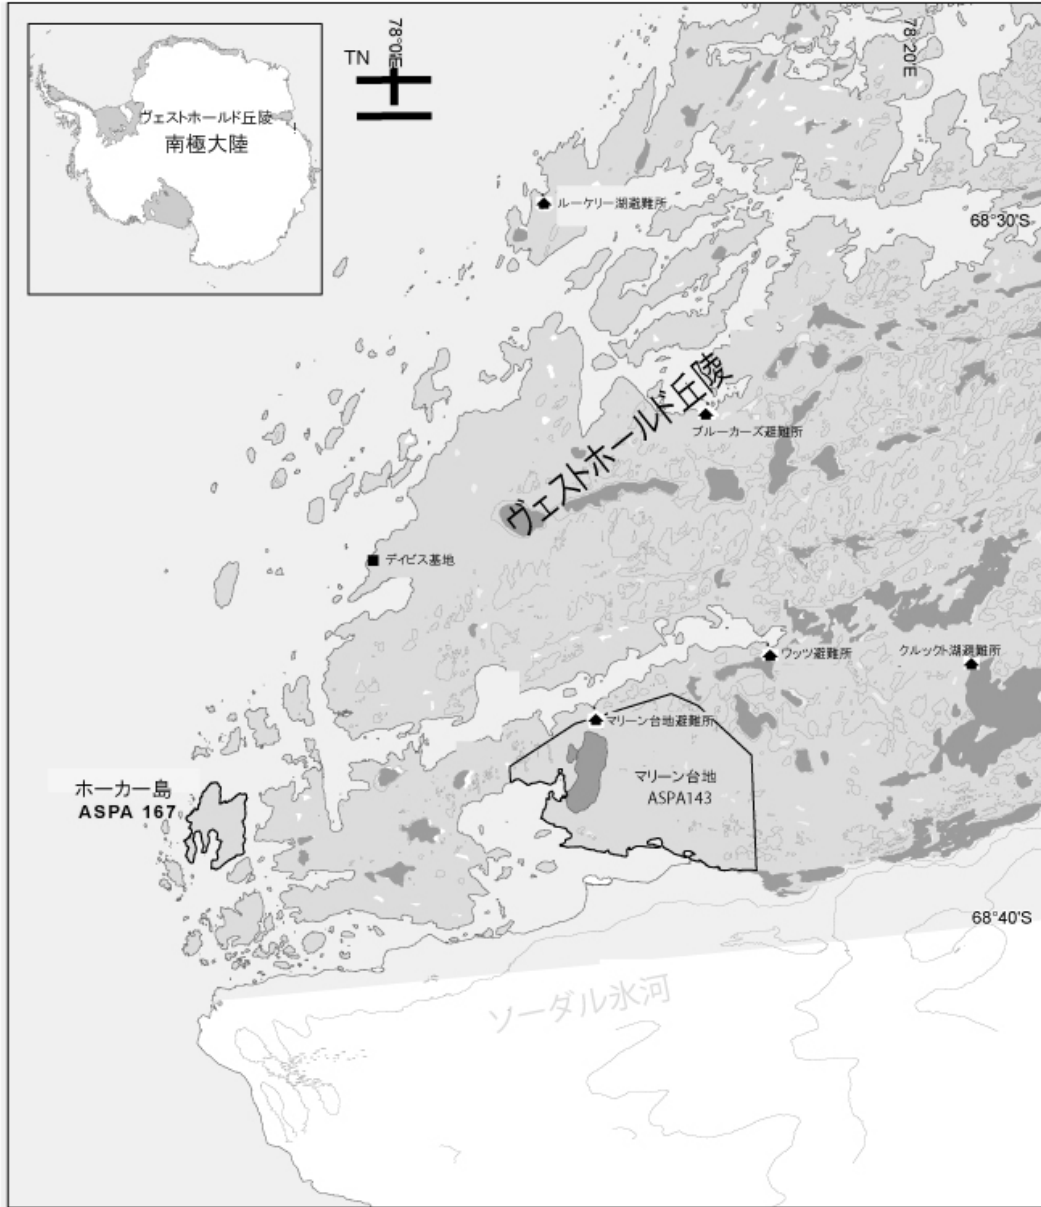 78°0'E
78°20'E
TN
ヴェストホールド丘陵
南極大陸
ルーケリー湖避難所
68°30'S
ヴェストホールド丘陵
ブルーカーズ避難所
デイビス基地
ワッツ避難所
クルックト湖避難所
マリーン台地避難所
ホーカー島
ASPA 167
マリーン台地
ASPA143
68°40'S
ソーダル氷河